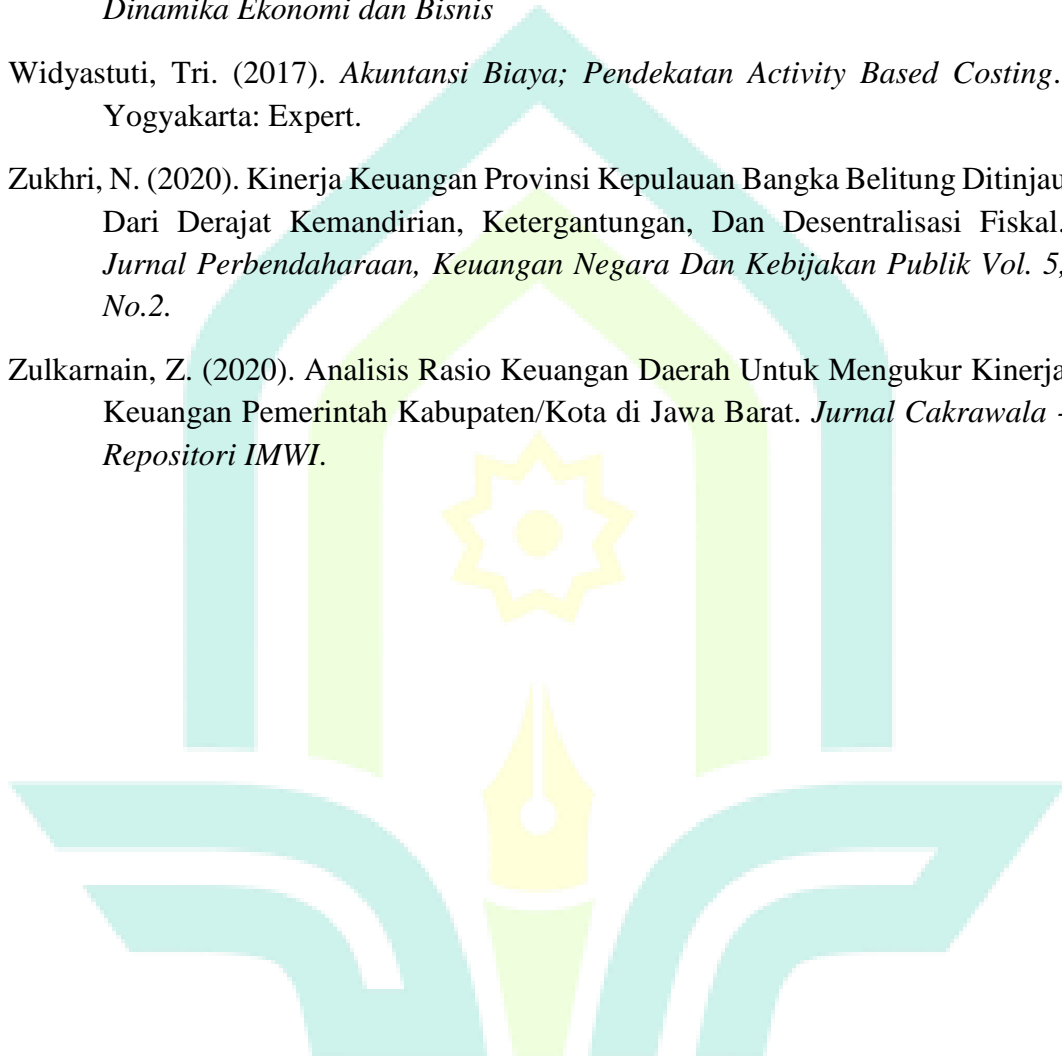 Dinamika Ekonomi dan Bisnis
Widyastuti, Tri. (2017). Akuntansi Biaya; Pendekatan Activity Based Costing.
Yogyakarta: Expert.
Zukhri, N. (2020). Kinerja Keuangan Provinsi Kepulauan Bangka Belitung Ditinjau
Dari Derajat Kemandirian, Ketergantungan, Dan Desentralisasi Fiskal.
Jurnal Perbendaharaan, Keuangan Negara Dan Kebijakan Publik Vol. 5,
No.2.
Zulkarnain, Z. (2020). Analisis Rasio Keuangan Daerah Untuk Mengukur Kinerja
Keuangan Pemerintah Kabupaten/Kota di Jawa Barat. Jurnal Cakrawala -
Repositori IMWI.